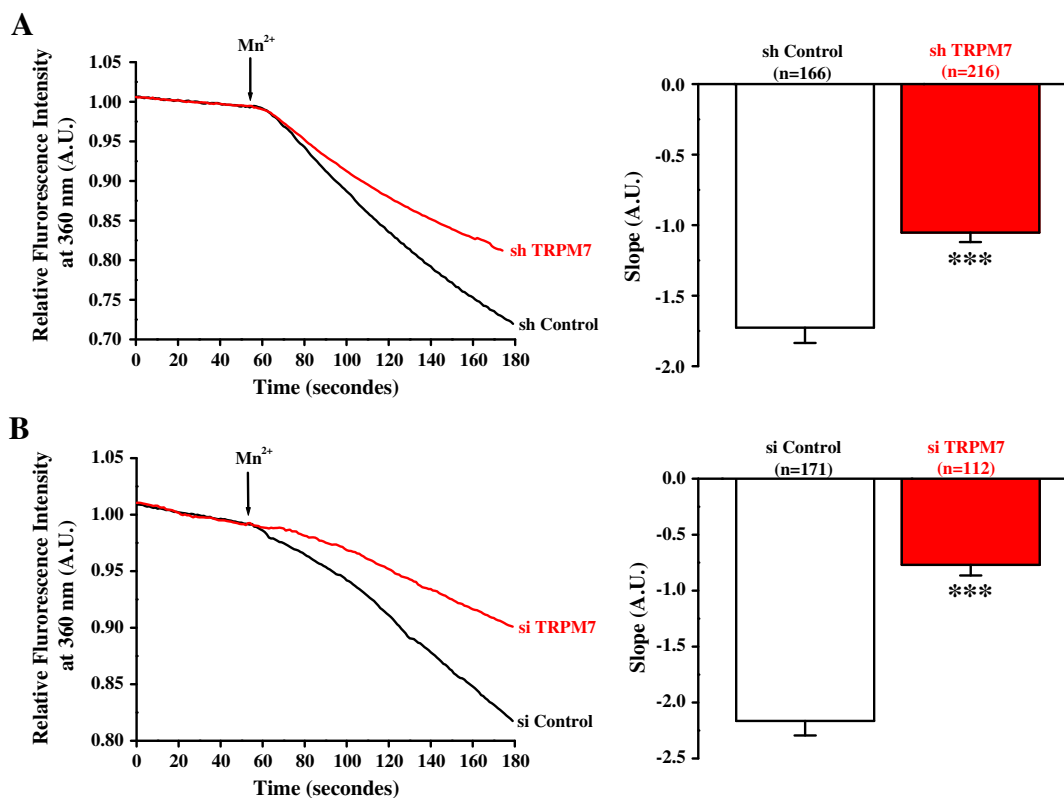 A
Mn2+
Relative Flurorescence Intensity
at 360 nm (A.U.)
1.05
1.00
0.95
0.90
0.85
0.80
0.75
0.70
sh TRPM7
sh Control
0 20 40 60 80 100 120 140 160 180
Time (secondes)
sh Control
(n=166)
sh TRPM7
(n=216)
Slope (A.U.)
0.0
-0.5
-1.0
-1.5
-2.0
***
B
Mn2+
Relative Flurorescence Intensity
at 360 nm (A.U.)
1.05
1.00
0.95
0.90
0.85
0.80
si TRPM7
si Control
0 20 40 60 80 100 120 140 160 180
Time (secondes)
si Control
(n=171)
si TRPM7
(n=112)
Slope (A.U.)
0.0
-0.5
-1.0
-1.5
-2.0
-2.5
***